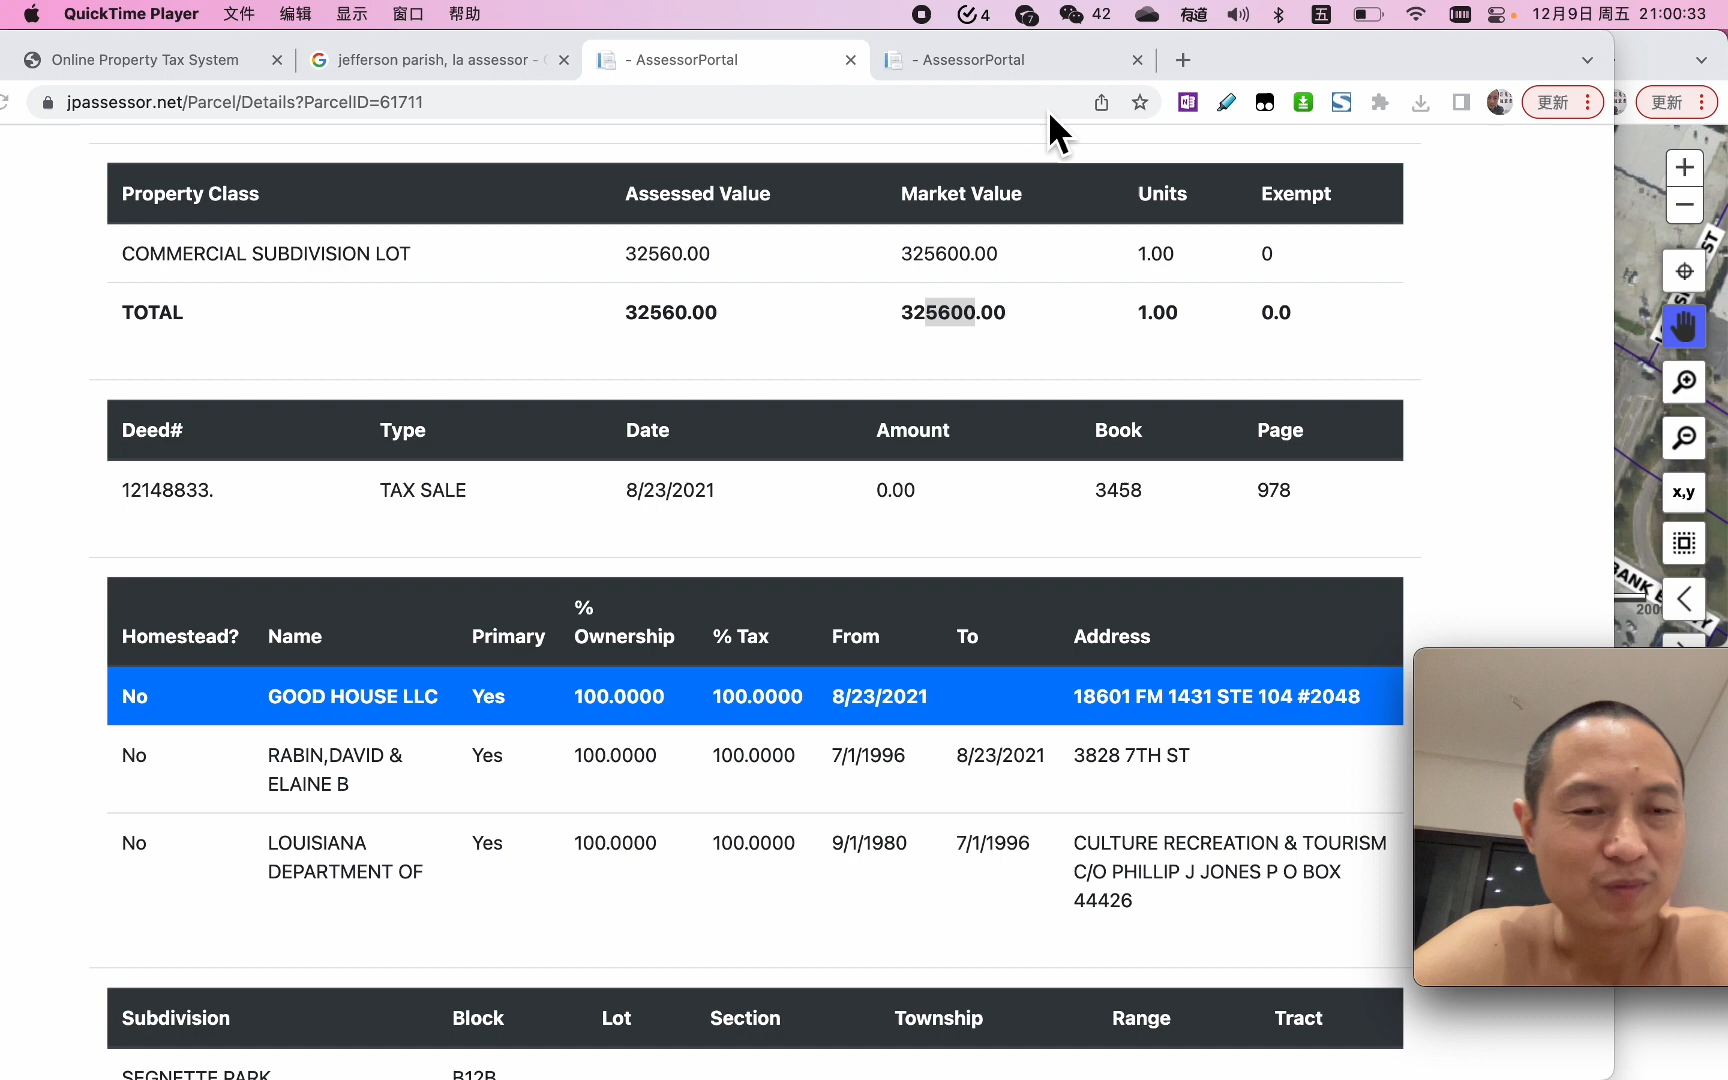 QuickTime Player 文件 编辑 显示 窗口 帮助 4 7 42 有道 五 12月9日 周五 21:00:33
Online Property Tax System jefferson parish, la assessor - - AssessorPortal - AssessorPortal
jpassessor.net/Parcel/Details?ParcelID=61711 更新 更新
Property Class Assessed Value Market Value Units Exempt
COMMERCIAL SUBDIVISION LOT 32560.00 325600.00 1.00 0
TOTAL 32560.00 325600.00 1.00 0.0
Deed# Type Date Amount Book Page
12148833. TAX SALE 8/23/2021 0.00 3458 978
%
Homestead? Name Primary Ownership % Tax From To Address
No GOOD HOUSE LLC Yes 100.0000 100.0000 8/23/2021 18601 FM 1431 STE 104 #2048
No RABIN,DAVID & Yes 100.0000 100.0000 7/1/1996 8/23/2021 3828 7TH ST
ELAINE B
No LOUISIANA Yes 100.0000 100.0000 9/1/1980 7/1/1996 CULTURE RECREATION & TOURISM
DEPARTMENT OF C/O PHILLIP J JONES P O BOX
44426
Subdivision Block Lot Section Township Range Tract
SEGNETTE PARK B12B
ST
x,y
BANK
200